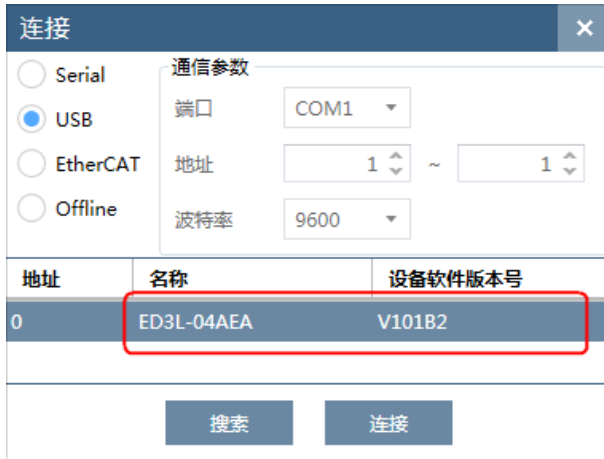 连接
Serial
USB
EtherCAT
Offline
通信参数
端口 COM1
地址 1 ~ 1
波特率 9600
地址 名称 设备软件版本号
0 ED3L-04AEA V101B2
搜索 连接